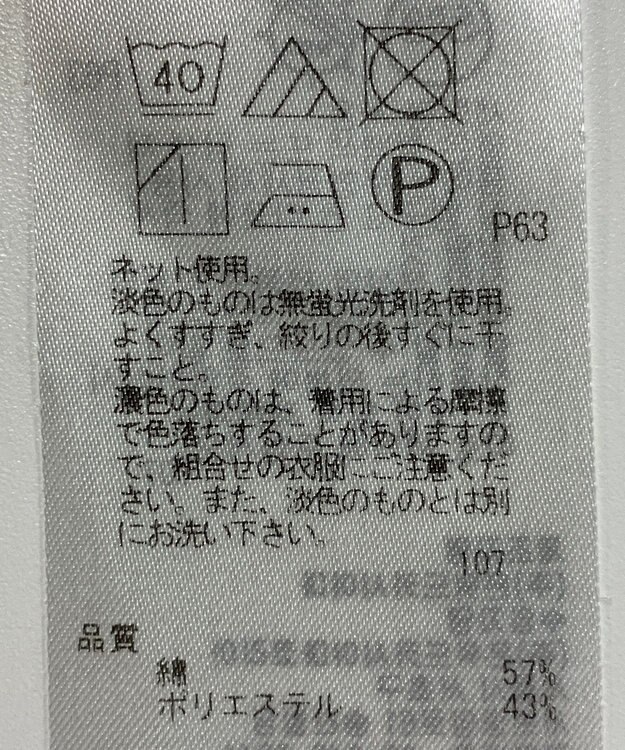 40
P
P63
ネット使用。
淡色のものは無蛍光洗剤を使用。
よくすすぎ、絞りの後すぐに干
すこと。
濃色のものは、着用による摩擦
で色落ちすることがありますの
で、組合せの衣服にご注意くだ
さい。また、淡色のものとは別
にお洗い下さい。
107
品質
綿 57%
ポリエステル 43%